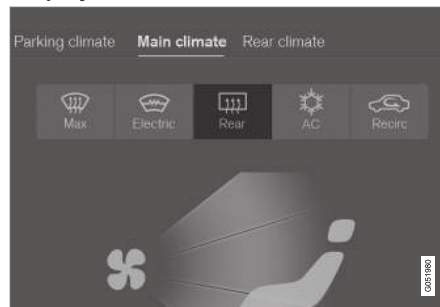 Parking climate Main climate Rear climate
Max Electric Rear AC Recirc
G051980